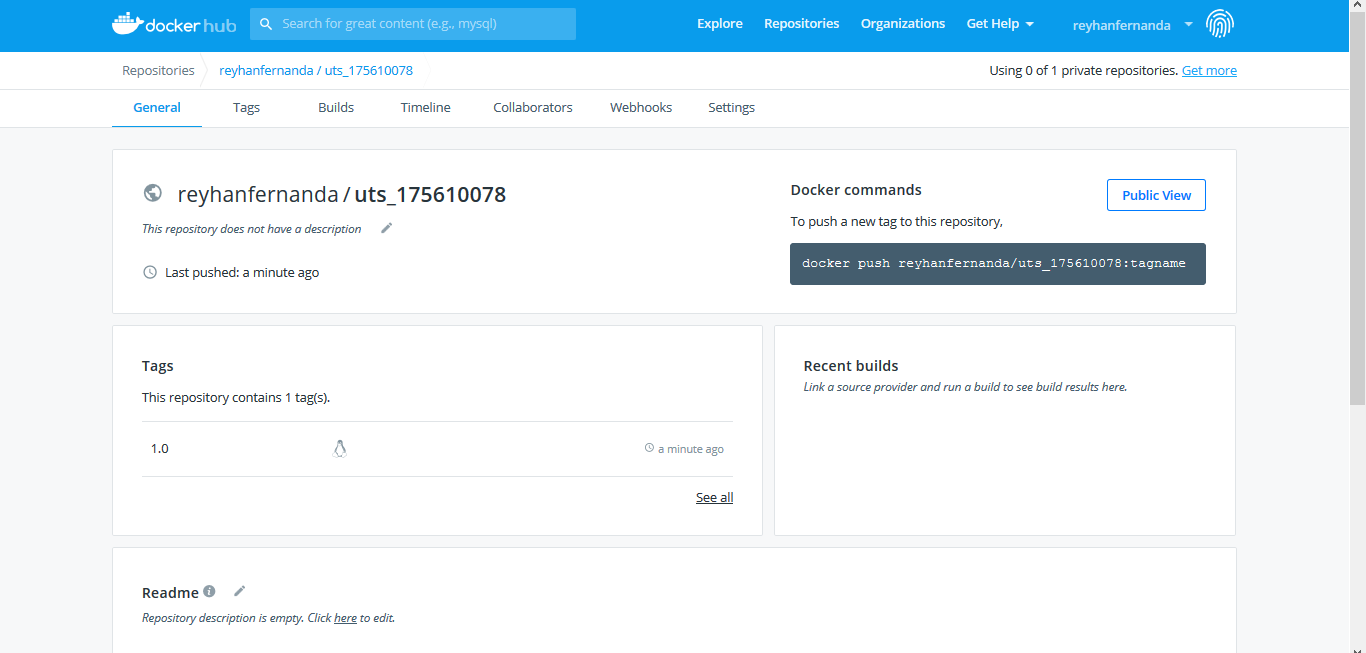 docker hub Search for great content (e.g., mysql) Explore Repositories Organizations Get Help reyhanfernanda
Repositories reyhanfernanda / uts_175610078 Using 0 of 1 private repositories. Get more
General Tags Builds Timeline Collaborators Webhooks Settings
reyhanfernanda / uts_175610078
This repository does not have a description
Last pushed: a minute ago
Docker commands
Public View
To push a new tag to this repository,
docker push reyhanfernanda/uts_175610078:tagname
Tags
This repository contains 1 tag(s).
1.0 a minute ago
See all
Recent builds
Link a source provider and run a build to see build results here.
Readme
Repository description is empty. Click here to edit.